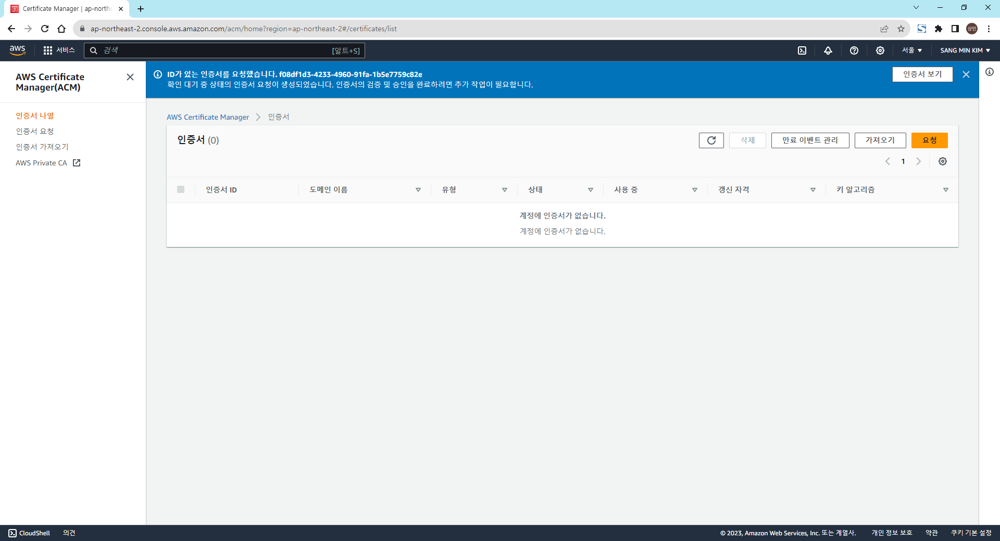 Certificate Manager | ap-northe
ap-northeast-2.console.aws.amazon.com/acm/home?region=ap-northeast-2#/certificates/list
상민
aws
서비스
검색
[알트+S]
서울
SANG MIN KIM
AWS Certificate
Manager(ACM)
인증서 나열
인증서 요청
인증서 가져오기
AWS Private CA
ID가 있는 인증서를 요청했습니다. f08df1d3-4233-4960-91fa-1b5e7759c82e
확인 대기 중 상태의 인증서 요청이 생성되었습니다. 인증서의 검증 및 승인을 완료하려면 추가 작업이 필요합니다.
인증서 보기
AWS Certificate Manager
인증서
인증서 (0)
삭제
만료 이벤트 관리
가져오기
요청
1
인증서 ID
도메인 이름
유형
상태
사용 중
갱신 자격
키 알고리즘
계정에 인증서가 없습니다.
계정에 인증서가 없습니다.
CloudShell
의견
© 2023, Amazon Web Services, Inc. 또는 계열사.
개인 정보 보호
약관
쿠키 기본 설정